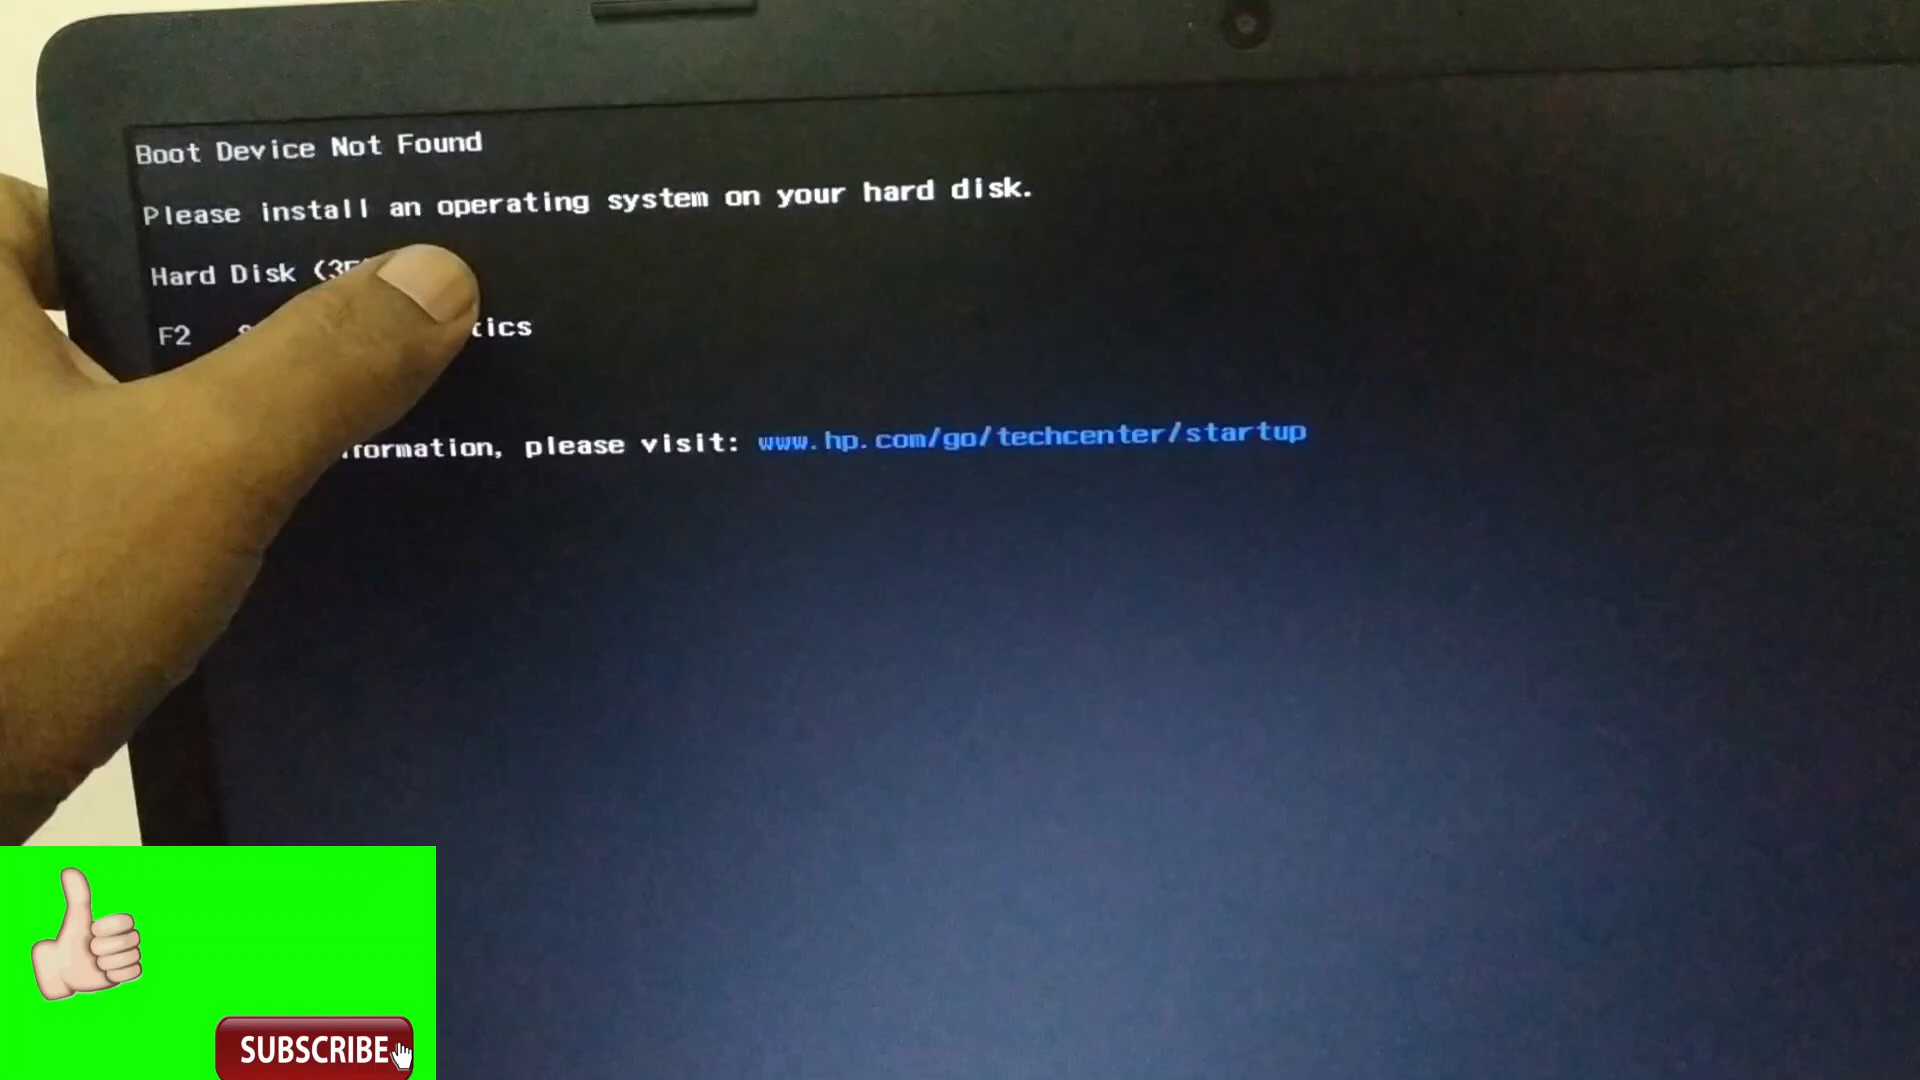 Boot Device Not Found
Please install an operating system on your hard disk.
Hard Disk
F2
please visit: www.hp.com/go/techcenter/startup
SUBSCRIBE